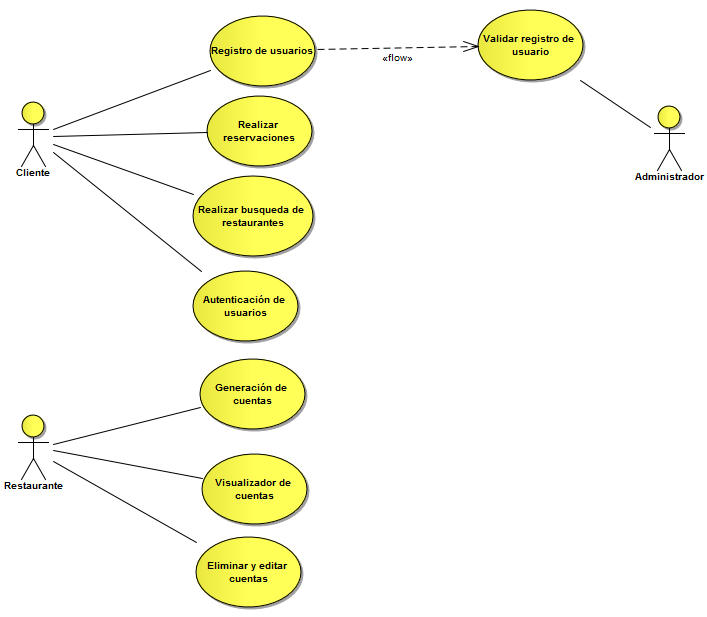 Registro de usuarios
«flow»
Validar registro de
usuario
Realizar
reservaciones
Cliente
Administrador
Realizar busqueda de
restaurantes
Autenticación de
usuarios
Generación de
cuentas
Restaurante
Visualizador de
cuentas
Eliminar y editar
cuentas